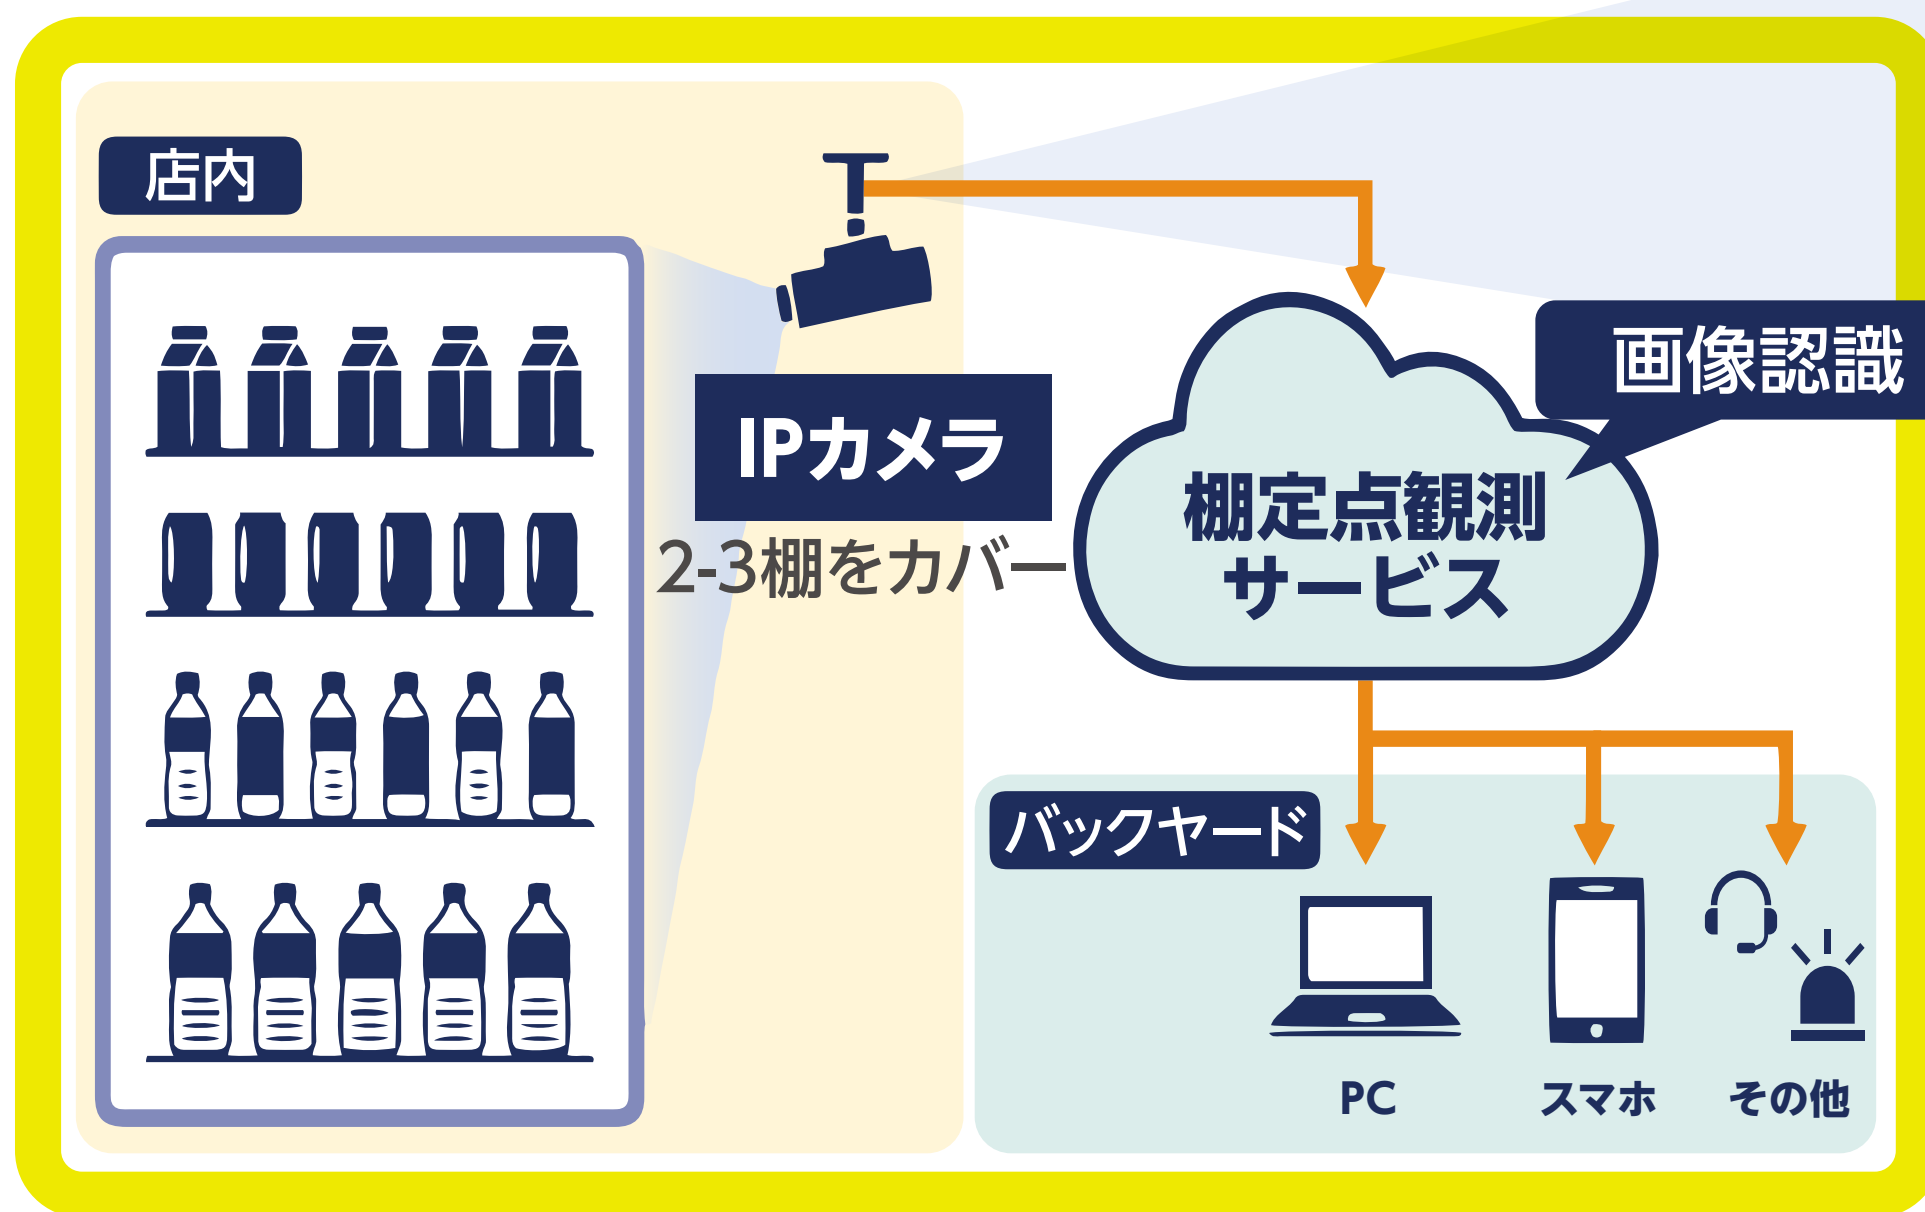 店内
IPカメラ
2-3棚をカバー
画像認識
棚定点観測
サービス
バックヤード
PC
スマホ
その他